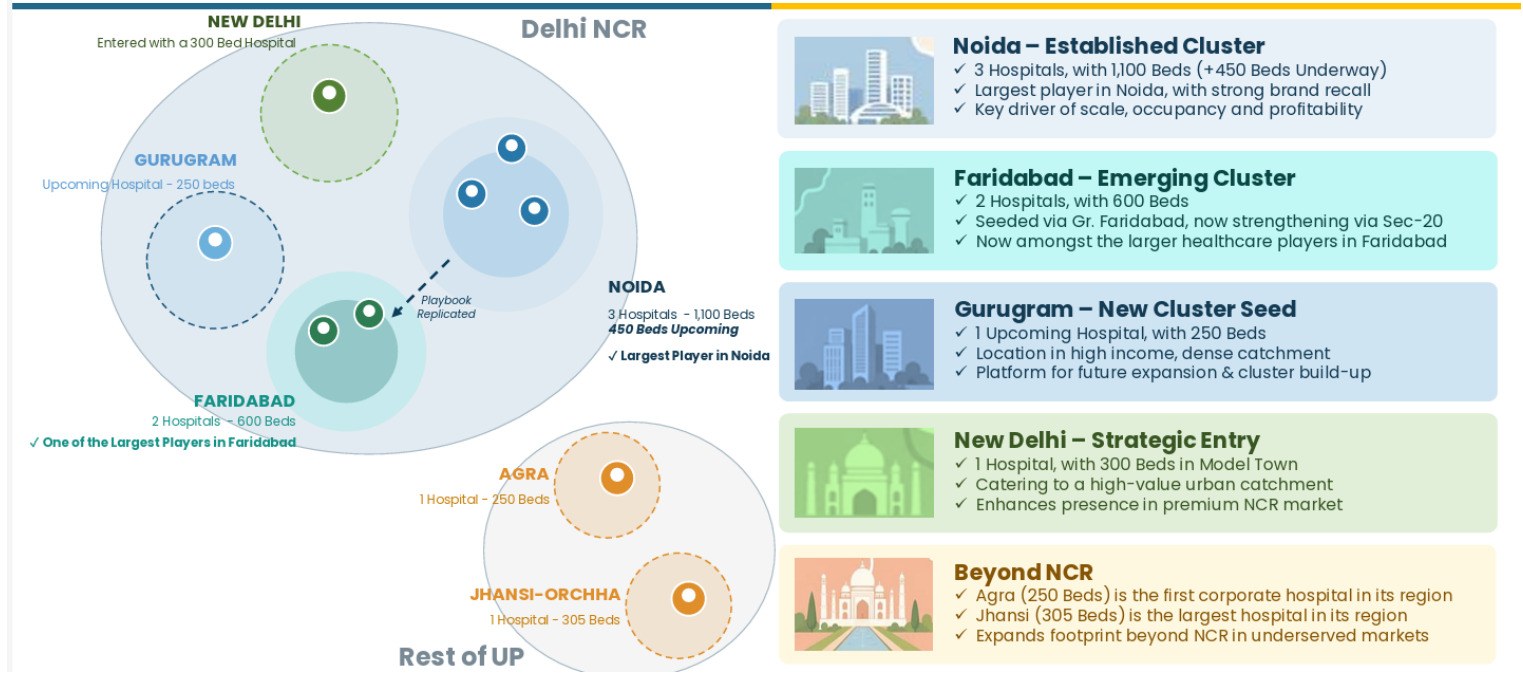 NEW DELHI
Entered with a 300 Bed Hospital
Delhi NCR
GURUGRAM
Upcoming Hospital - 250 beds
Playbook
Replicated
NOIDA
3 Hospitals - 1,100 Beds
450 Beds Upcoming
✓ Largest Player in Noida
FARIDABAD
2 Hospitals - 600 Beds
✓ One of the Largest Players in Faridabad
AGRA
1 Hospital - 250 Beds
JHANSI-ORCHHA
1 Hospital - 305 Beds
Rest of UP
Noida – Established Cluster
✓ 3 Hospitals, with 1,100 Beds (+450 Beds Underway)
✓ Largest player in Noida, with strong brand recall
✓ Key driver of scale, occupancy and profitability
Faridabad – Emerging Cluster
✓ 2 Hospitals, with 600 Beds
✓ Seeded via Gr. Faridabad, now strengthening via Sec-20
✓ Now amongst the larger healthcare players in Faridabad
Gurugram – New Cluster Seed
✓ 1 Upcoming Hospital, with 250 Beds
✓ Location in high income, dense catchment
✓ Platform for future expansion & cluster build-up
New Delhi – Strategic Entry
✓ 1 Hospital, with 300 Beds in Model Town
✓ Catering to a high-value urban catchment
✓ Enhances presence in premium NCR market
Beyond NCR
✓ Agra (250 Beds) is the first corporate hospital in its region
✓ Jhansi (305 Beds) is the largest hospital in its region
✓ Expands footprint beyond NCR in underserved markets